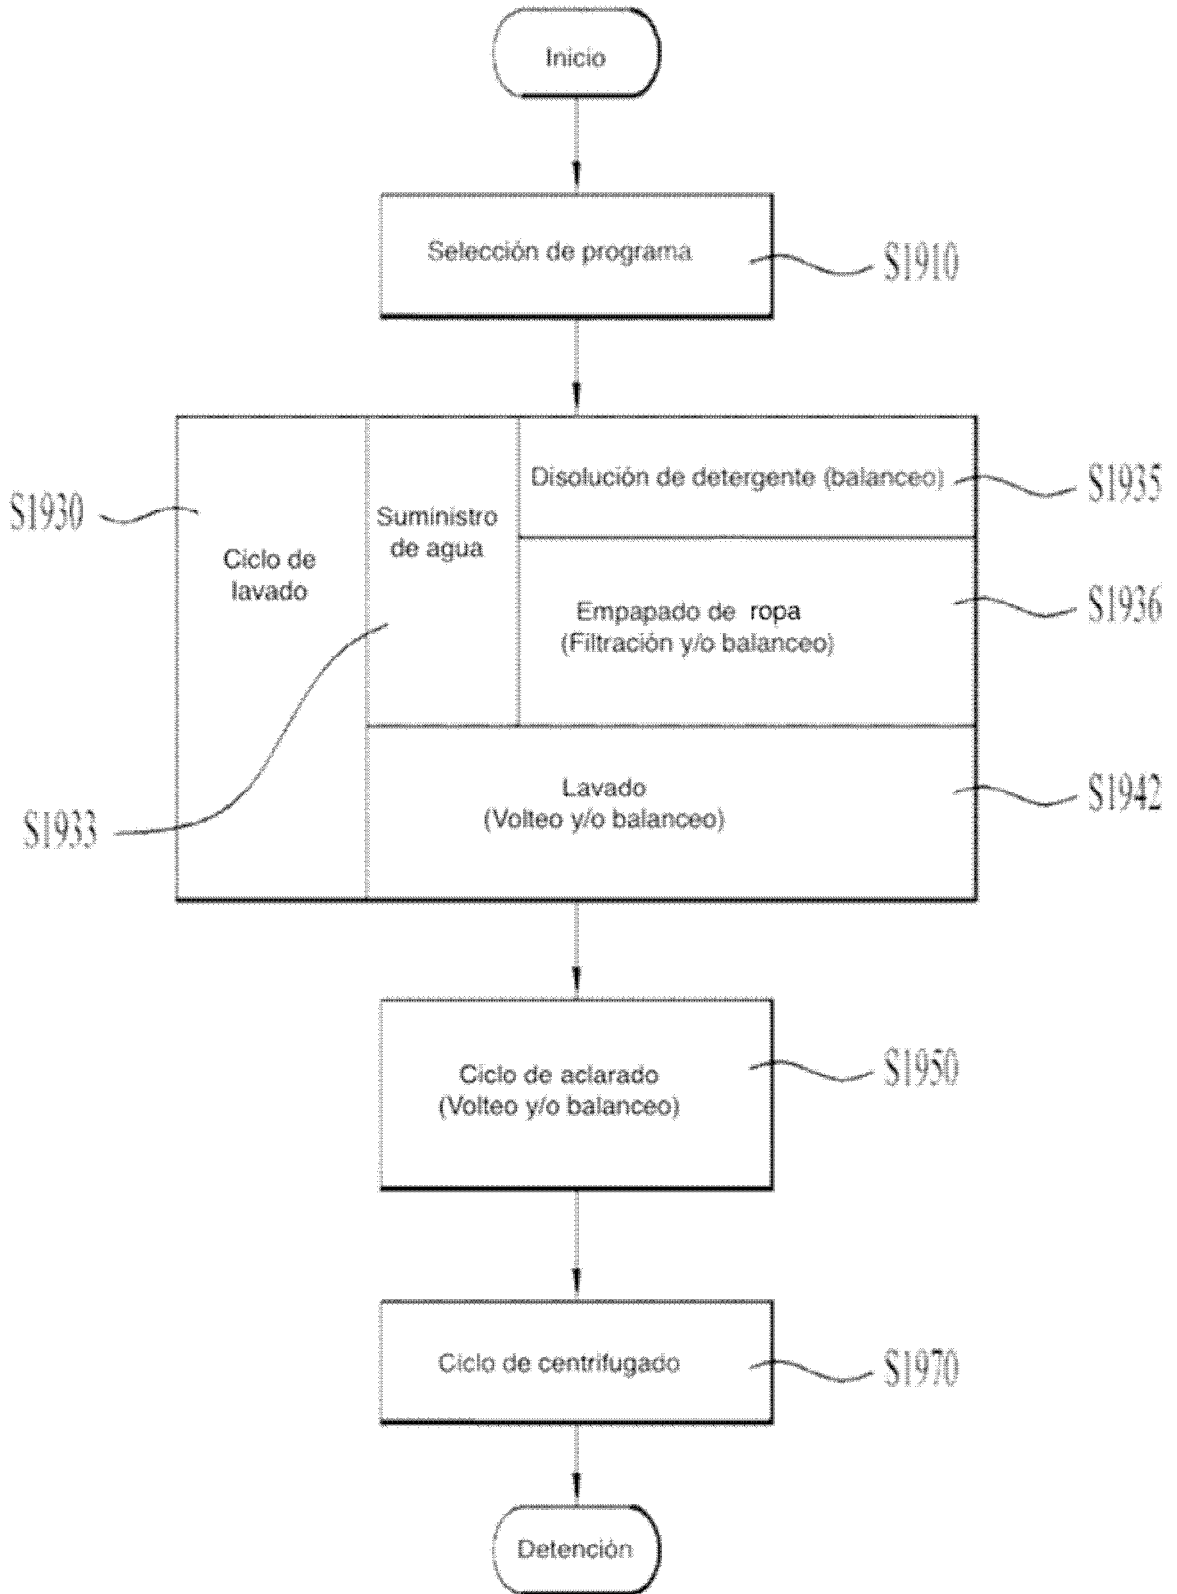 Inicio
Selección de programa
S1910
Disolución de detergente (balanceo)
S1935
S1930
Suministro
de agua
Ciclo de
lavado
Empapado de ropa
(Filtración y/o balanceo)
S1936
Lavado
(Volteo y/o balanceo)
S1942
S1933
Ciclo de aclarado
(Volteo y/o balanceo)
S1950
Ciclo de centrifugado
S1970
Detención